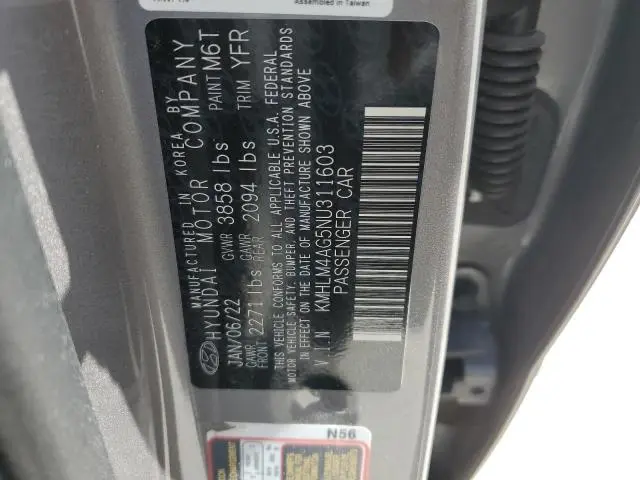 Assembled in Taiwan
MANUFACTURED IN KOREA BY
HYUNDAI MOTOR COMPANY
JAN/06/22 GVWR 3858 lbs PAINT M6T
GAWR FRONT 2271 lbs GAWR REAR 2094 lbs TRIM YFR
THIS VEHICLE CONFORMS TO ALL APPLICABLE U.S.A. FEDERAL
MOTOR VEHICLE SAFETY, BUMPER, AND THEFT PREVENTION STANDARDS
IN EFFECT ON THE DATE OF MANUFACTURE SHOWN ABOVE
V.I.N KMHLM4AG5NU311603
PASSENGER CAR
N56